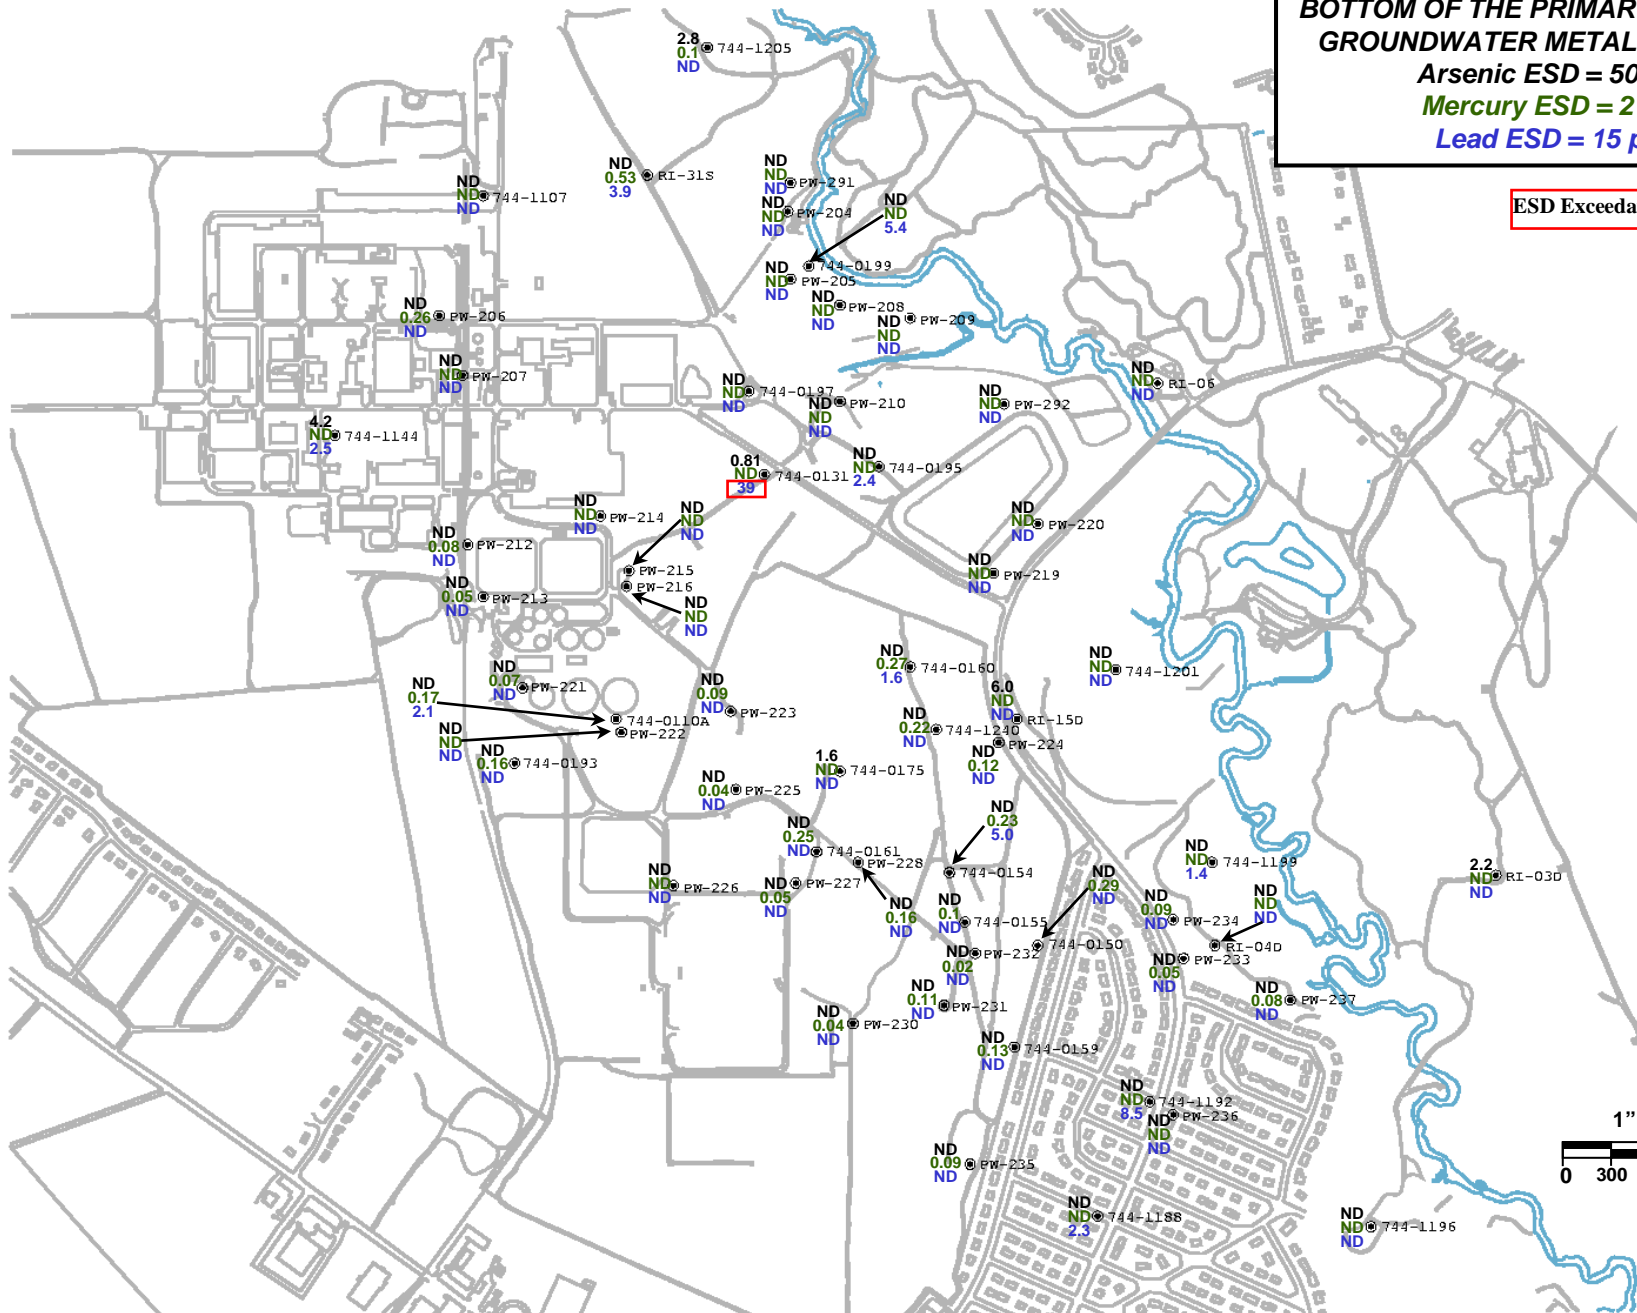 BOTTOM OF THE PRIMAR
GROUNDWATER METAL
Arsenic ESD = 50
Mercury ESD = 2
Lead ESD = 15 p
ESD Exceeda
2.8
0.1
ND
744-1205
ND
0.53
3.9
RI-31S
ND
ND
ND
744-1107
ND
ND
ND
PW-291
ND
ND
ND
PW-204
ND
ND
5.4
744-0199
ND
ND
ND
PW-205
ND
ND
ND
PW-208
ND
ND
ND
PW-209
ND
0.26
ND
PW-206
ND
ND
ND
PW-207
ND
ND
ND
744-0197
ND
ND
ND
PW-210
ND
ND
ND
PW-292
ND
ND
ND
RI-06
4.2
ND
2.5
744-1144
0.81
ND
39
744-0131
ND
ND
2.4
744-0195
ND
ND
ND
PW-214
ND
ND
ND
PW-215
PW-216
ND
ND
ND
ND
0.08
ND
PW-212
ND
0.05
ND
PW-213
ND
ND
ND
PW-220
ND
ND
ND
PW-219
ND
0.27
1.6
744-0160
ND
ND
ND
744-1201
ND
0.07
ND
PW-221
ND
0.17
2.1
744-0110A
ND
ND
ND
PW-222
ND
0.09
ND
PW-223
6.0
ND
ND
RI-15D
ND
0.22
ND
744-1240
PW-224
ND
0.12
ND
ND
0.16
ND
744-0193
1.6
ND
ND
744-0175
ND
0.04
ND
PW-225
ND
0.23
5.0
744-0154
ND
0.25
ND
744-0161
PW-228
ND
0.16
ND
ND
ND
ND
PW-226
ND
0.05
ND
PW-227
ND
0.29
ND
744-0150
ND
ND
1.4
744-1199
2.2
ND
ND
RI-03D
ND
0.1
ND
744-0155
ND
0.09
ND
PW-234
ND
ND
ND
RI-04D
ND
0.02
ND
PW-232
ND
0.05
ND
PW-233
ND
0.11
ND
PW-231
ND
0.08
ND
PW-237
ND
0.04
ND
PW-230
ND
0.13
ND
744-0159
ND
ND
8.5
744-1192
PW-236
ND
ND
ND
ND
0.09
ND
PW-235
ND
ND
2.3
744-1188
ND
ND
ND
744-1196
1”
0 300